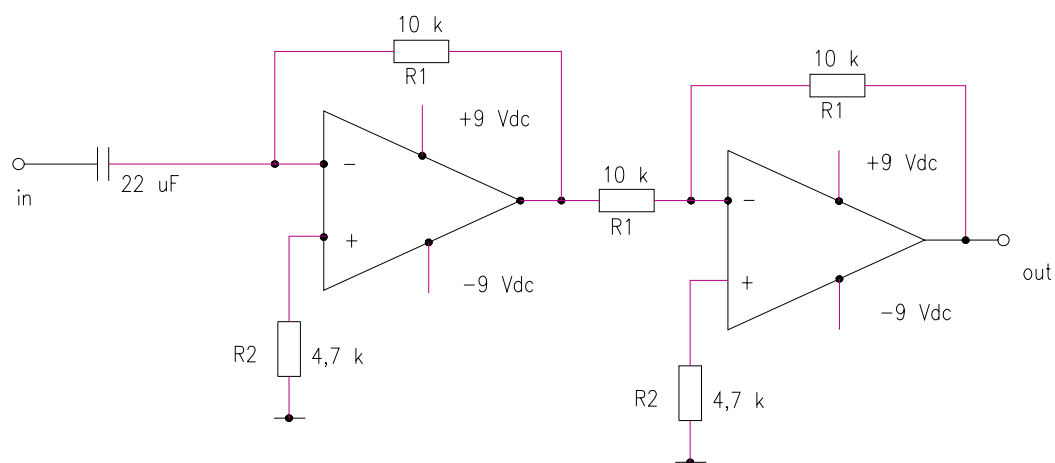 10 k
R1
+9 Vdc
-
in
22 uF
+
-9 Vdc
R2
4,7 k
10 k
R1
10 k
R1
+9 Vdc
-
+
-9 Vdc
out
R2
4,7 k